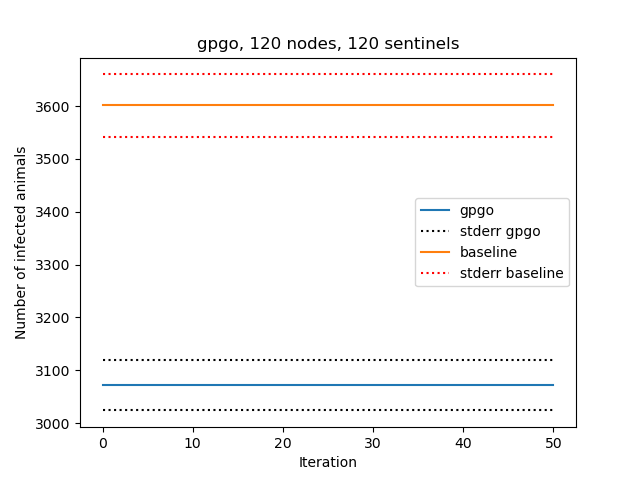 gpgo, 120 nodes, 120 sentinels
Number of infected animals
3600
3500
3400
3300
3200
3100
3000
gpgo
stderr gpgo
baseline
stderr baseline
0
10
20
30
40
50
Iteration